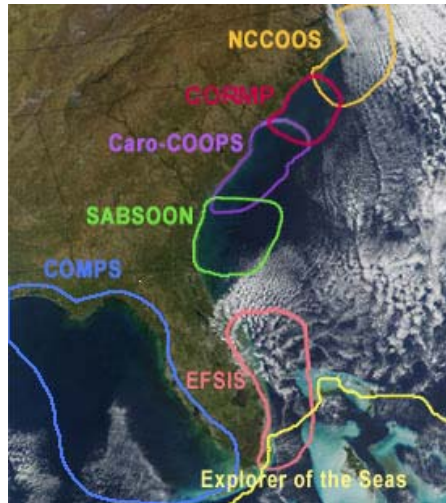 NCCOOS
CORMP
Caro-COOPS
SABSOON
COMPS
EFSIS
Explorer of the Seas